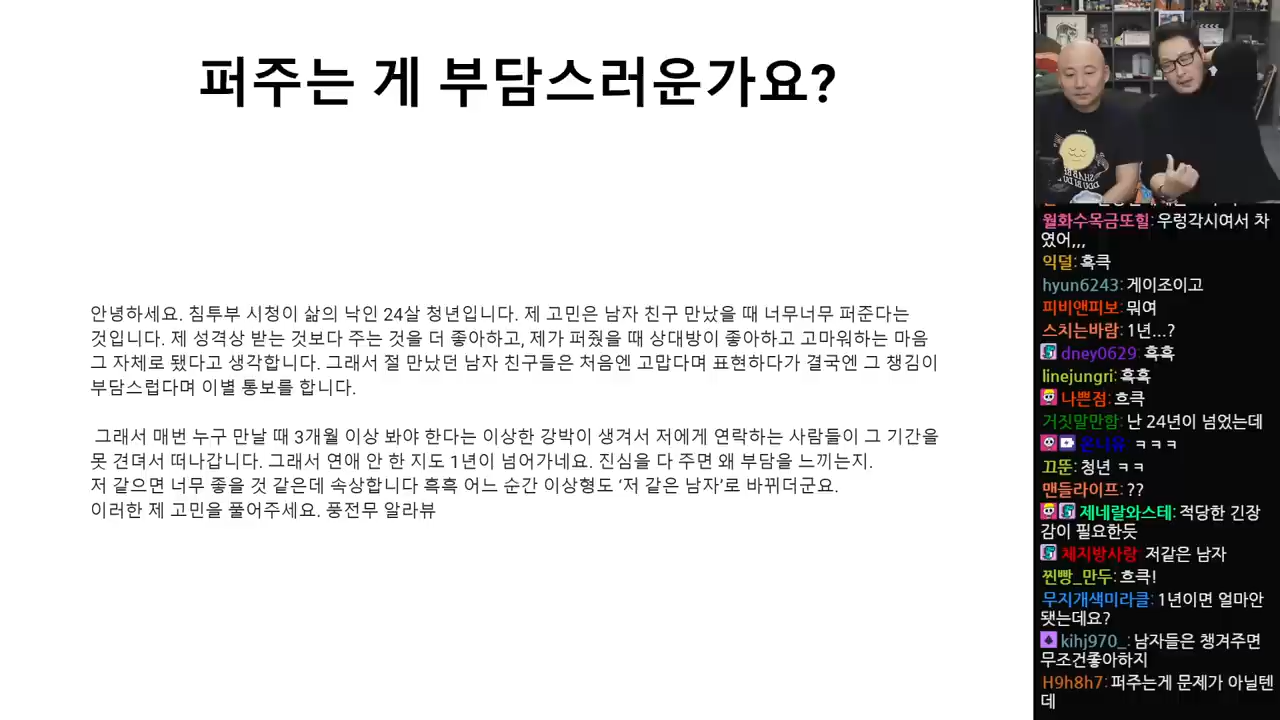 퍼주는 게 부담스러운가요?
안녕하세요. 침투부 시청이 삶의 낙인 24살 청년입니다. 제 고민은 남자 친구 만났을 때 너무너무 퍼준다는
것입니다. 제 성격상 받는 것보다 주는 것을 더 좋아하고, 제가 퍼줬을 때 상대방이 좋아하고 고마워하는 마음
그 자체로 됐다고 생각합니다. 그래서 절 만났던 남자 친구들은 처음엔 고맙다며 표현하다가 결국엔 그 챙김이
부담스럽다며 이별 통보를 합니다.
그래서 매번 누구 만날 때 3개월 이상 봐야 한다는 이상한 강박이 생겨서 저에게 연락하는 사람들이 그 기간을
못 견뎌서 떠나갑니다. 그래서 연애 안 한 지도 1년이 넘어가네요. 진심을 다 주면 왜 부담을 느끼는지.
저 같으면 너무 좋을 것 같은데 속상합니다 흑흑 어느 순간 이상형도 ‘저 같은 남자’로 바뀌더군요.
이러한 제 고민을 풀어주세요. 풍전무 알라뷰
월화수목금또힐: 우렁각시여서 차
였어,,,
익덜: 흑큭
hyun6243: 게이조이고
피비앤피보: 뭐여
스치는바람: 1년...?
dney0629: 흑흑
linejungri: 흑흑
나쁜점: 흐큭
거짓말만함: 난 24년이 넘었는데
온니유: ㅋㅋㅋ
끄뚠: 청년 ㅋㅋ
맨들라이프: ??
제네랄와스테: 적당한 긴장
감이 필요한듯
체지방사랑: 저같은 남자
찐빵_만두: 흐큭!
무지개색미라클: 1년이면 얼마안
됏는데요?
kihj970_: 남자들은 챙겨주면
무조건좋아하지
H9h8h7: 퍼주는게 문제가 아닐텐
데